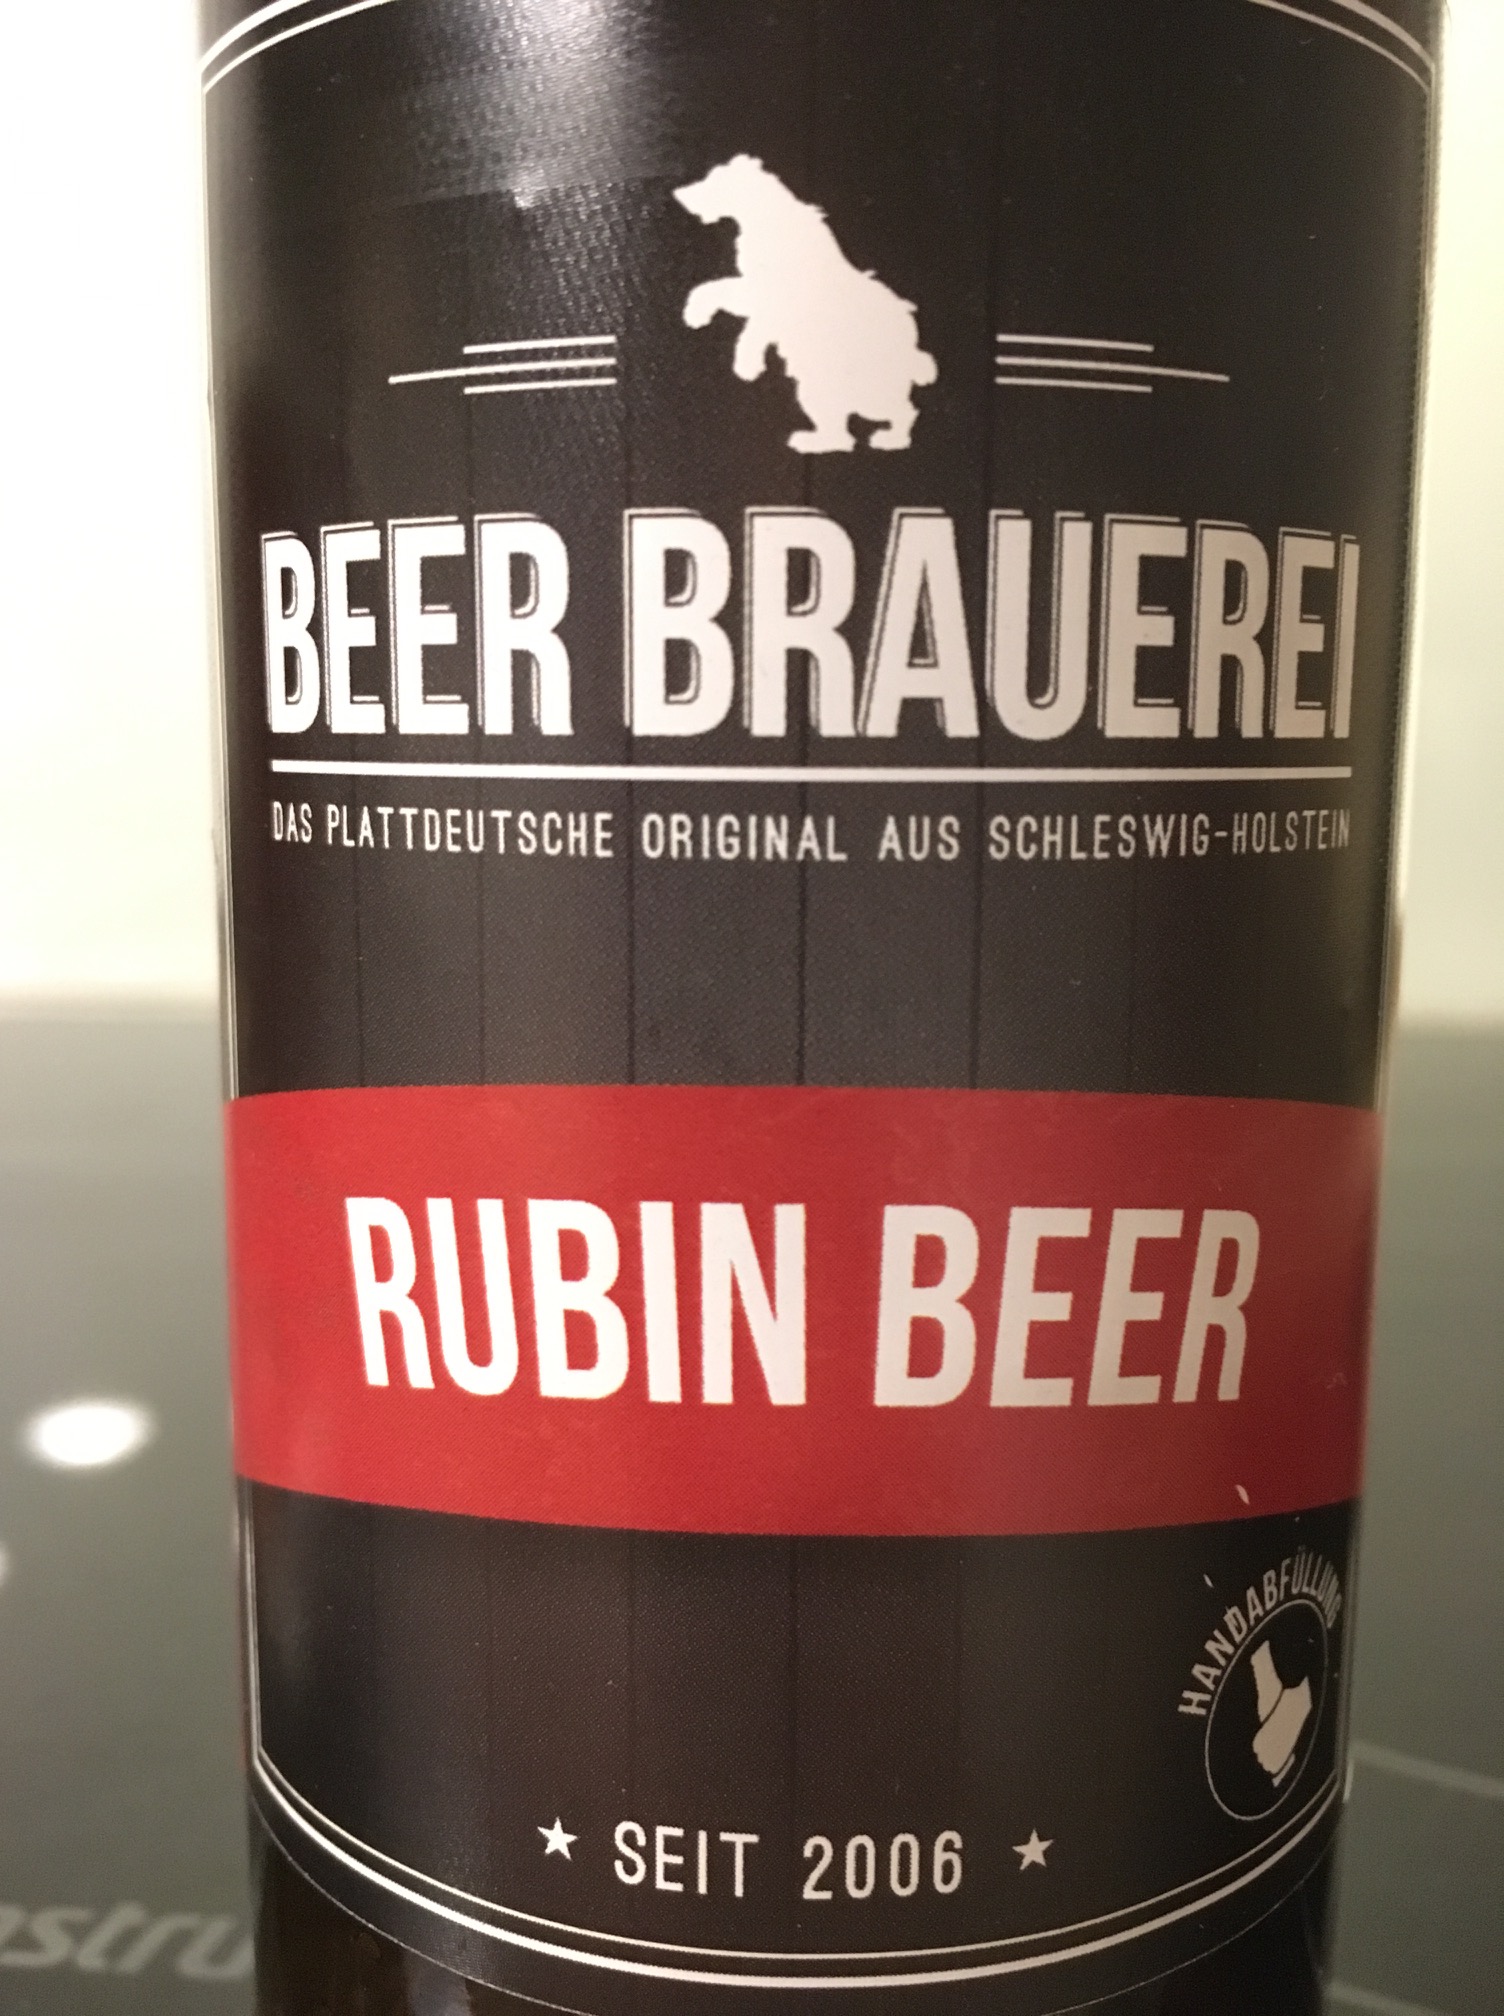 BEER BRAUEREI
DAS PLATTDEUTSCHE ORIGINAL AUS SCHLESWIG-HOLSTEIN
RUBIN BEER
HANDABFÜLLUNG
★ SEIT 2006 ★